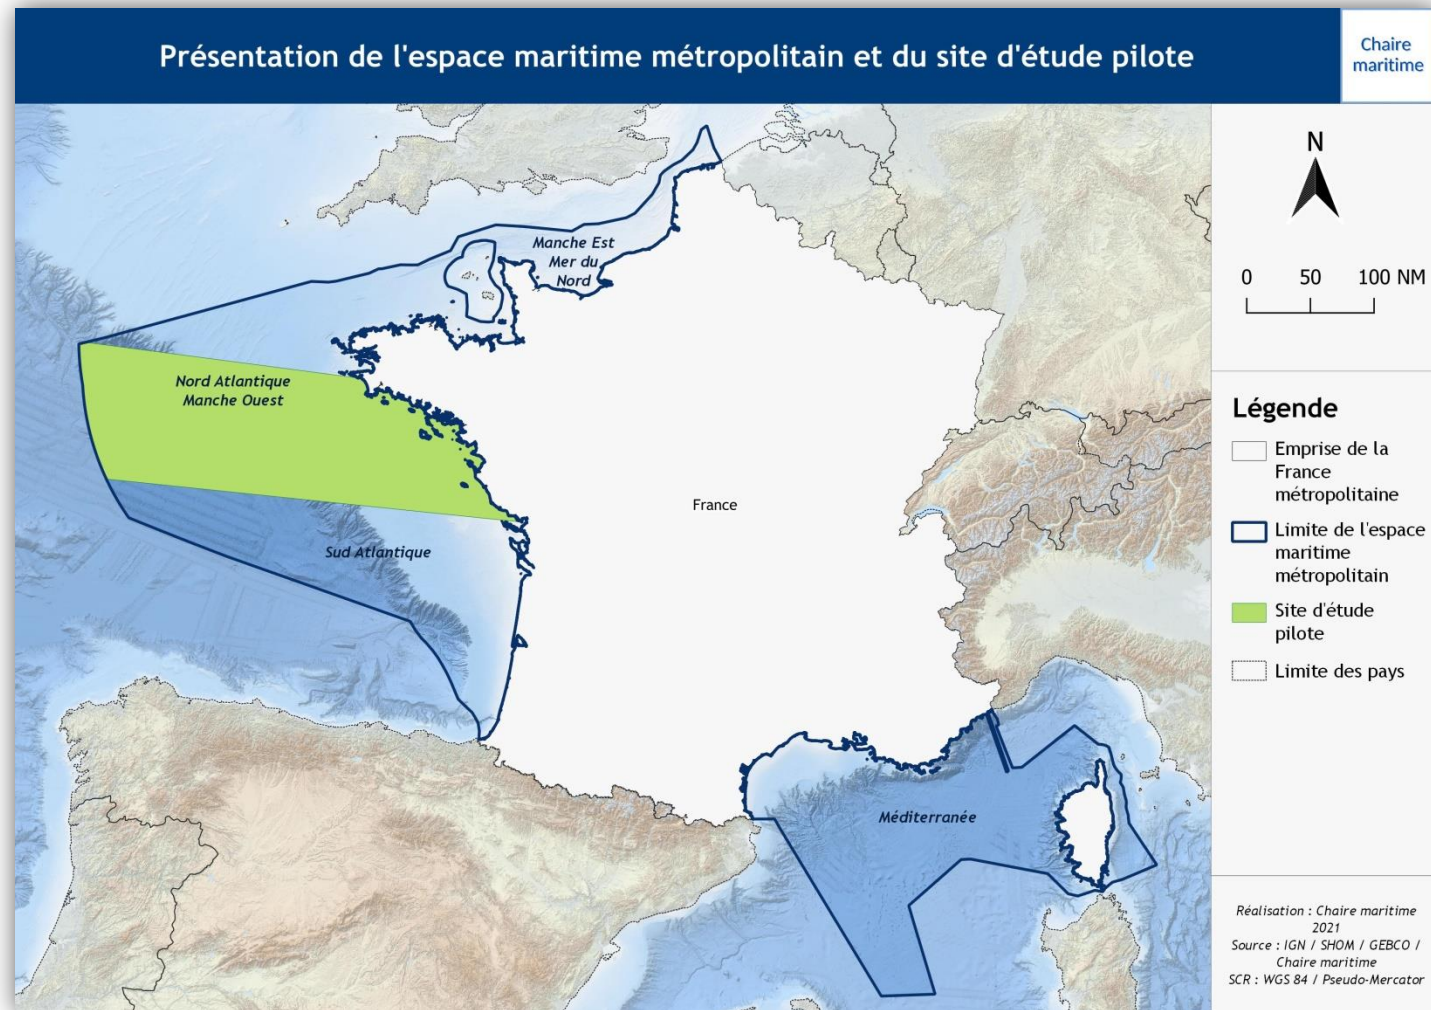 Présentation de l'espace maritime métropolitain et du site d'étude pilote
Chaire
maritime
Manche Est
Mer du
Nord
Nord Atlantique
Manche Ouest
France
Sud Atlantique
Méditerranée
N
0 50 100 NM
Légende
Emprise de la
France
métropolitaine
Limite de l'espace
maritime
métropolitain
Site d'étude
pilote
Limite des pays
Réalisation : Chaire maritime
2021
Source : IGN / SHOM / GEBCO /
Chaire maritime
SCR : WGS 84 / Pseudo-Mercator